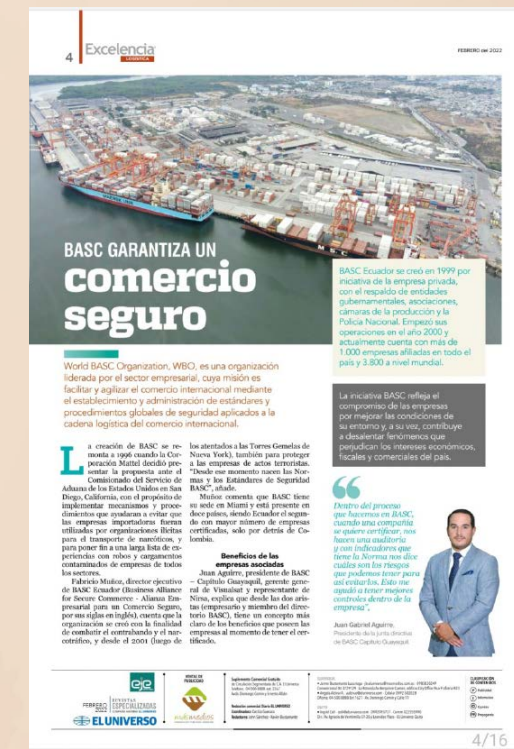 4
Excelencia
LOGÍSTICA
FEBRERO del 2022
BASC GARANTIZA UN
comercio
seguro
BASC Ecuador se creó en 1999 por
iniciativa de la empresa privada,
con el respaldo de entidades
gubernamentales, asociaciones,
cámaras de la producción y la
Policía Nacional. Empezó sus
operaciones en el año 2000 y
actualmente cuenta con más de
1.000 empresas afiliadas en todo el
país y 3.800 a nivel mundial.
World BASC Organization, WBO, es una organización
liderada por el sector empresarial, cuya misión es
facilitar y agilizar el comercio internacional mediante
el establecimiento y administración de estándares y
procedimientos globales de seguridad aplicados a la
cadena logística del comercio internacional.
La iniciativa BASC refleja el
compromiso de las empresas
por mejorar las condiciones de
su entorno y, a su vez, contribuye
a desalentar fenómenos que
perjudican los intereses económicos,
fiscales y comerciales del país.
La creación de BASC se re-
monta a 1996 cuando la Cor-
poración Mattel decidió pre-
sentar la propuesta ante el
Comisionado del Servicio de
Aduana de los Estados Unidos en San
Diego, California, con el propósito de
implementar mecanismos y proce-
dimientos que ayudaran a evitar que
las empresas importadoras fueran
utilizadas por organizaciones ilícitas
para el transporte de narcóticos, y
para poner fin a una larga lista de ex-
periencias con robos y cargamentos
contaminados de empresas de todos
los sectores.
Fabricio Muñoz, director ejecutivo
de BASC Ecuador (Business Alliance
for Secure Commerce - Alianza Em-
presarial para un Comercio Seguro,
por sus siglas en inglés), cuenta que la
organización se creó con la finalidad
de combatir el contrabando y el nar-
cotráfico, y desde el 2001 (luego de
los atentados a las Torres Gemelas de
Nueva York), también para proteger
a las empresas de actos terroristas.
"Desde ese momento nacen las Nor-
mas y los Estándares de Seguridad
BASC", añade.
Muñoz comenta que BASC tiene
su sede en Miami y está presente en
doce países, siendo Ecuador el segun-
do con mayor número de empresas
certificadas, solo por detrás de Co-
lombia.
Beneficios de las
empresas asociadas
Juan Aguirre, presidente de BASC
– Capítulo Guayaquil, gerente gene-
ral de Visualsat y representante de
Nirsa, explica que desde las dos aris-
tas (empresario y miembro del direc-
torio BASC), tiene un concepto más
claro de los beneficios que poseen las
empresas al momento de tener el cer-
tificado.
Dentro del proceso
que hacemos en BASC,
cuando una compañía
se quiere certificar, nos
hacen una auditoría
y con indicadores que
tiene la Norma nos dice
cuáles son los riesgos
que podemos tener para
así evitarlos. Esto me
ayudó a tener mejores
controles dentro de la
empresa",
Juan Gabriel Aguirre,
Presidente de la junta directiva
de BASC Capítulo Guayaquil
eje
FEBRERO
REVISTAS
ESPECIALIZADAS
EL UNIVERSO
VENTAS DE
PUBLICIDAD
másmedios
CLASIFICACIÓN
DE CONTENIDOS
4/16